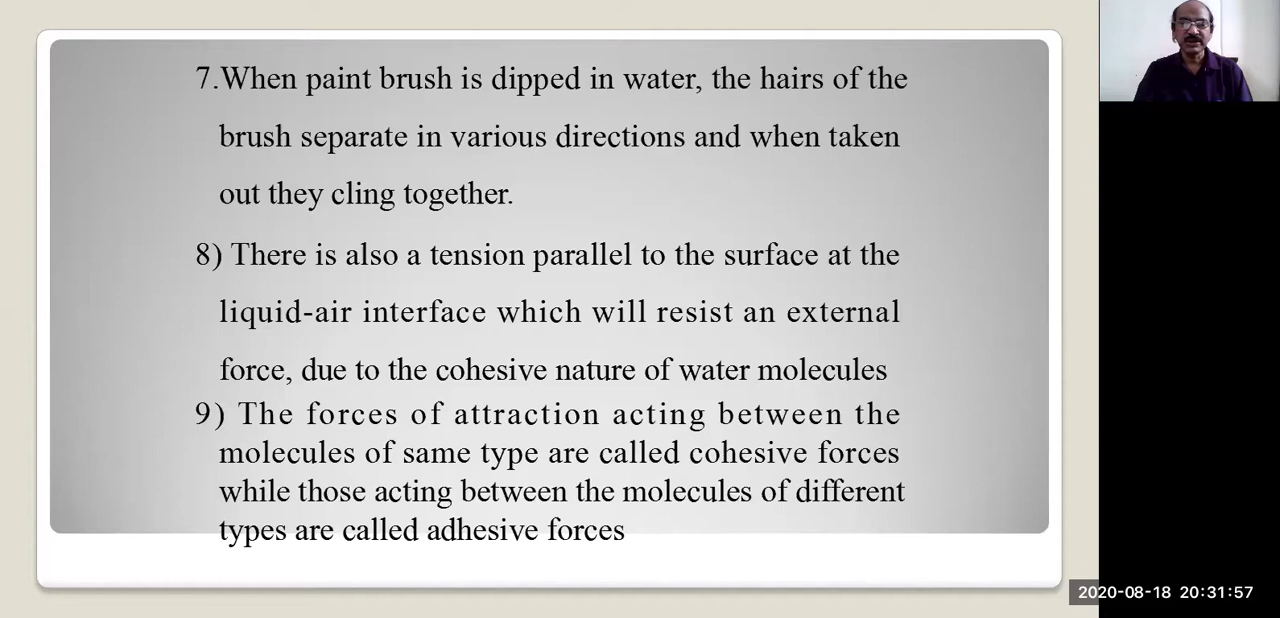 7.When paint brush is dipped in water, the hairs of the
brush separate in various directions and when taken
out they cling together.
8) There is also a tension parallel to the surface at the
liquid-air interface which will resist an external
force, due to the cohesive nature of water molecules
9) The forces of attraction acting between the
molecules of same type are called cohesive forces
while those acting between the molecules of different
types are called adhesive forces
2020-08-18 20:31:57